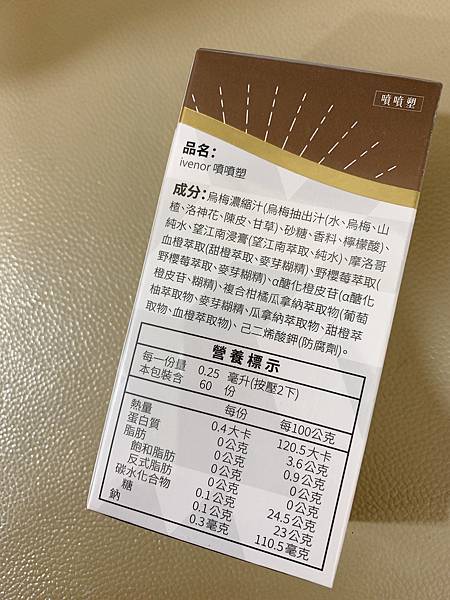 噴噴塑
品名：
ivenor 噴噴塑
成分：烏梅濃縮汁(烏梅抽出汁(水、烏梅、山
楂、洛神花、陳皮、甘草)、砂糖、香料、檸檬酸)、
純水、望江南浸膏(望江南萃取、純水)、摩洛哥
血橙萃取(甜橙萃取、麥芽糊精)、野櫻莓萃取(
野櫻莓萃取、麥芽糊精)、α醣化橙皮苷(α醣化
橙皮苷、糊精)、複合柑橘瓜拿納萃取物(葡萄
柚萃取物、麥芽糊精、瓜拿納萃取物、甜橙萃
取物、血橙萃取物)、己二烯酸鉀(防腐劑)。
營養標示
每一份量 0.25 毫升(按壓2下)
本包裝含 60 份
每份 每100公克
熱量 0.4大卡 120.5大卡
蛋白質 0公克 3.6公克
脂肪 0公克 0.9公克
飽和脂肪 0公克 0公克
反式脂肪 0公克 0公克
碳水化合物 0.1公克 24.5公克
糖 0.1公克 23公克
鈉 0.3毫克 110.5毫克